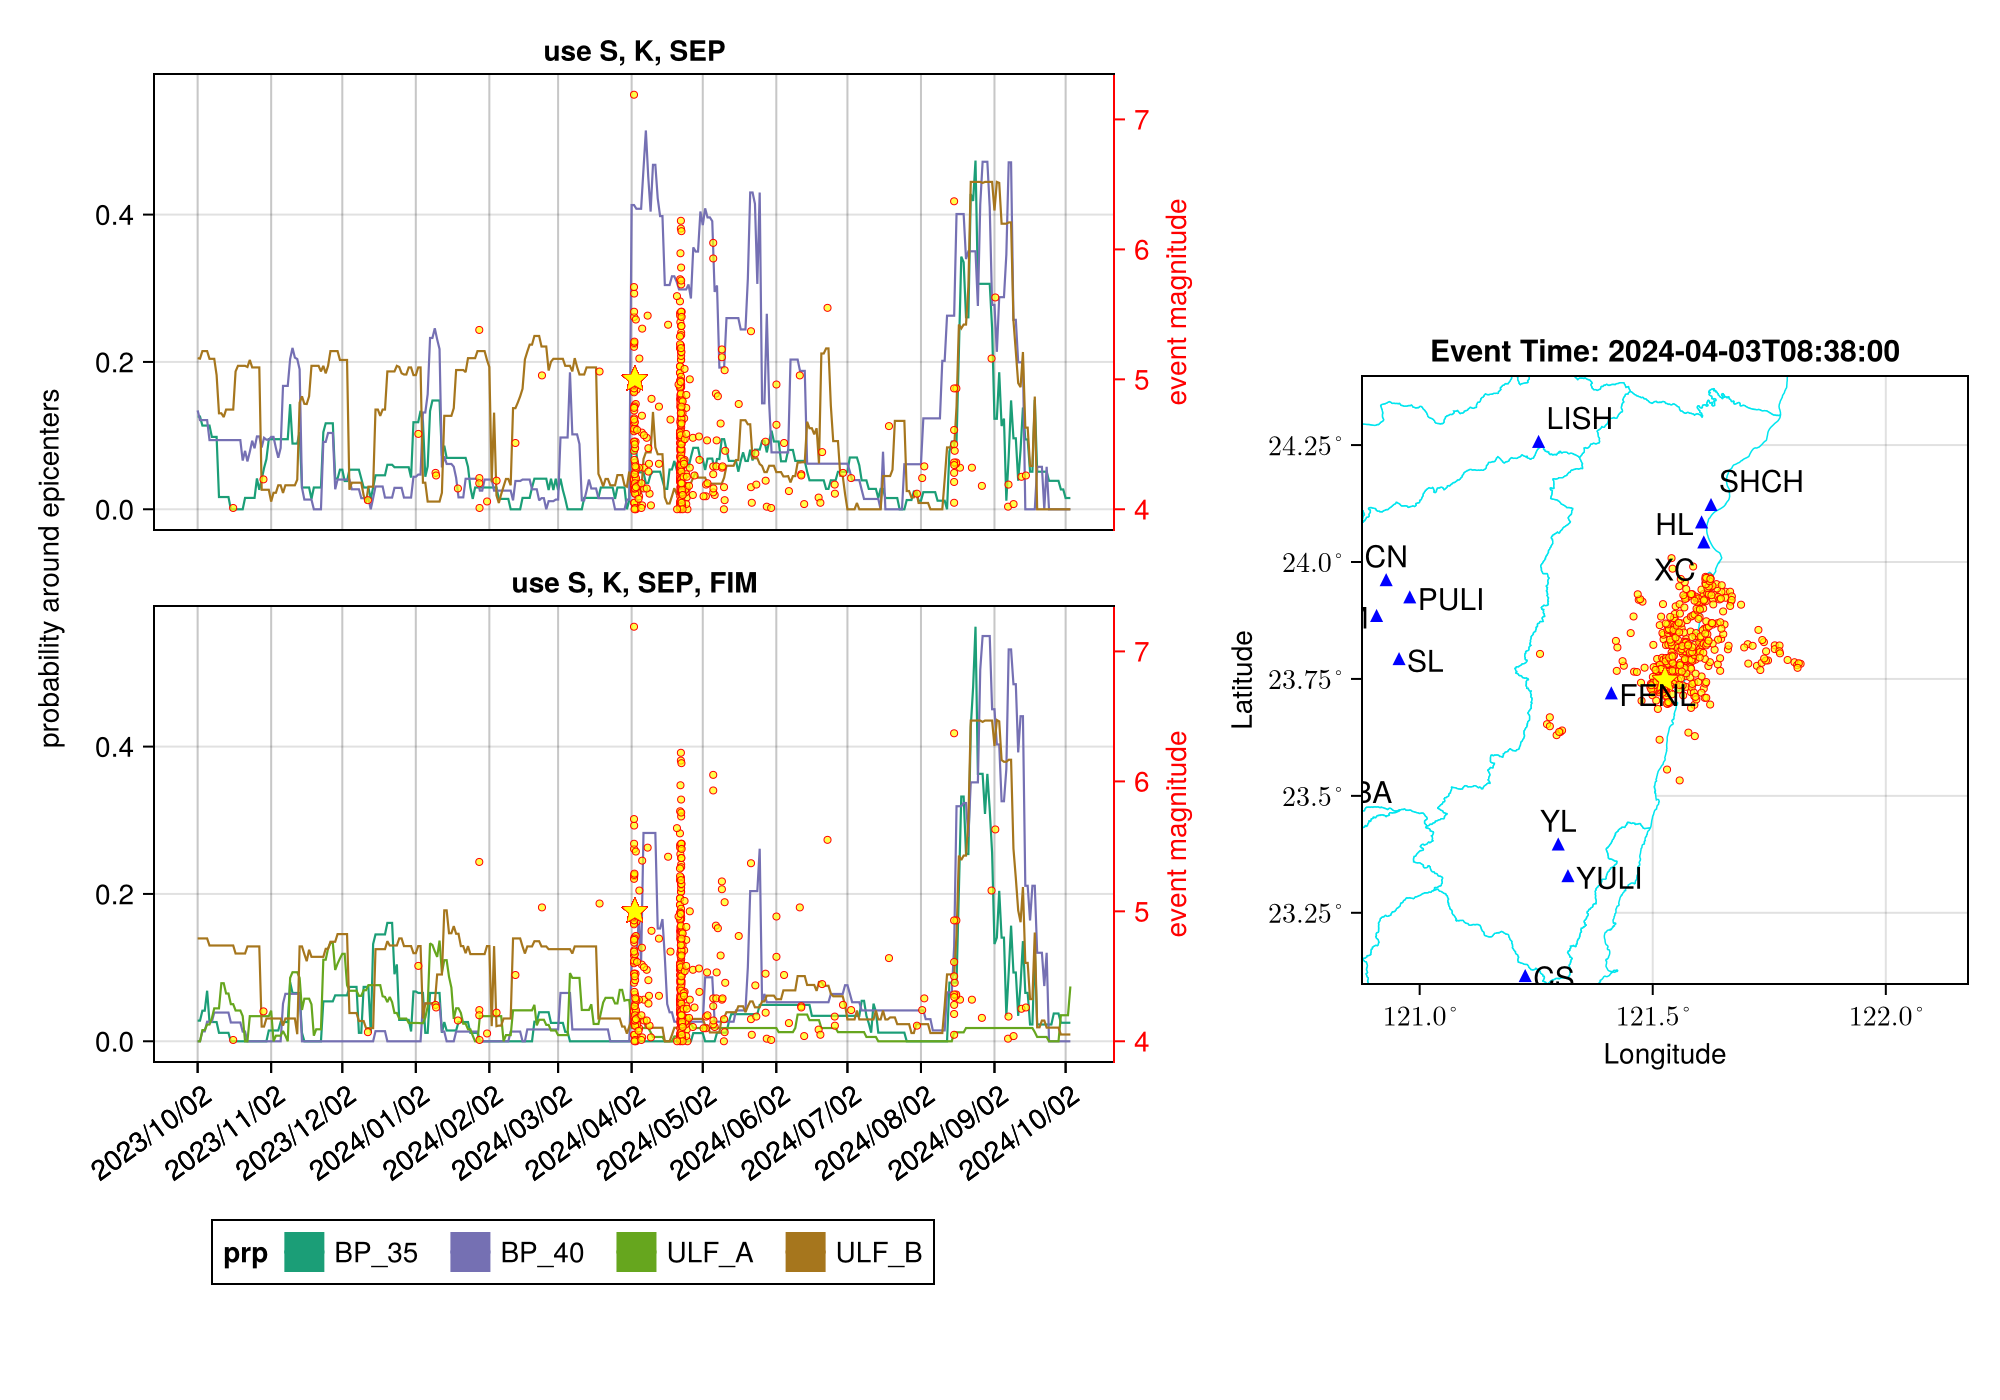 use S, K, SEP
0.4
0.2
0.0
7
6
5
4
event magnitude
probability around epicenters
use S, K, SEP, FIM
0.4
0.2
0.0
7
6
5
4
event magnitude
2023/10/02
2023/11/02
2023/12/02
2024/01/02
2024/02/02
2024/03/02
2024/04/02
2024/05/02
2024/06/02
2024/07/02
2024/08/02
2024/09/02
2024/10/02
prp BP_35 BP_40 ULF_A ULF_B
Event Time: 2024-04-03T08:38:00
Latitude
24.25°
24.0°
23.75°
23.5°
23.25°
LISH
SHCH
HL
CN
XC
PULI
SL
FENL
BA
YL
YULI
CS
121.0°
121.5°
122.0°
Longitude